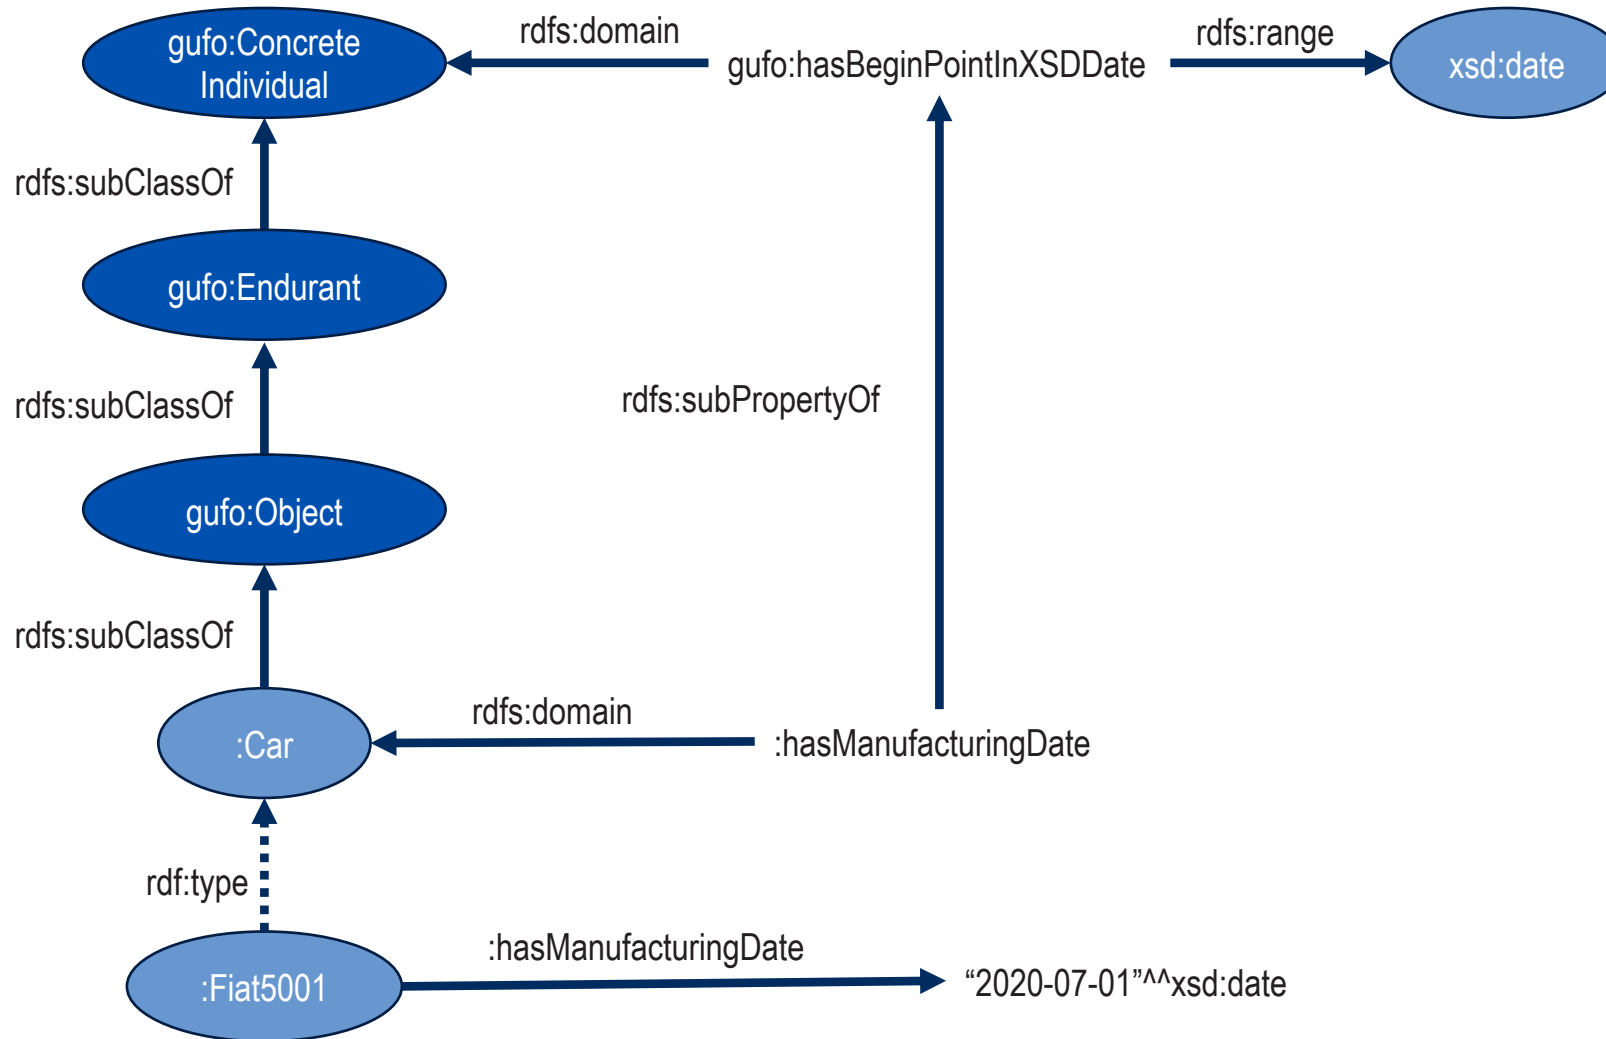 gufo:Concrete
Individual
rdfs:domain
gufo:hasBeginPointInXSDDate
rdfs:range
xsd:date
rdfs:subClassOf
gufo:Endurant
rdfs:subClassOf
rdfs:subPropertyOf
gufo:Object
rdfs:subClassOf
:Car
rdfs:domain
:hasManufacturingDate
rdf:type
:Fiat5001
:hasManufacturingDate
“2020-07-01”^^xsd:date